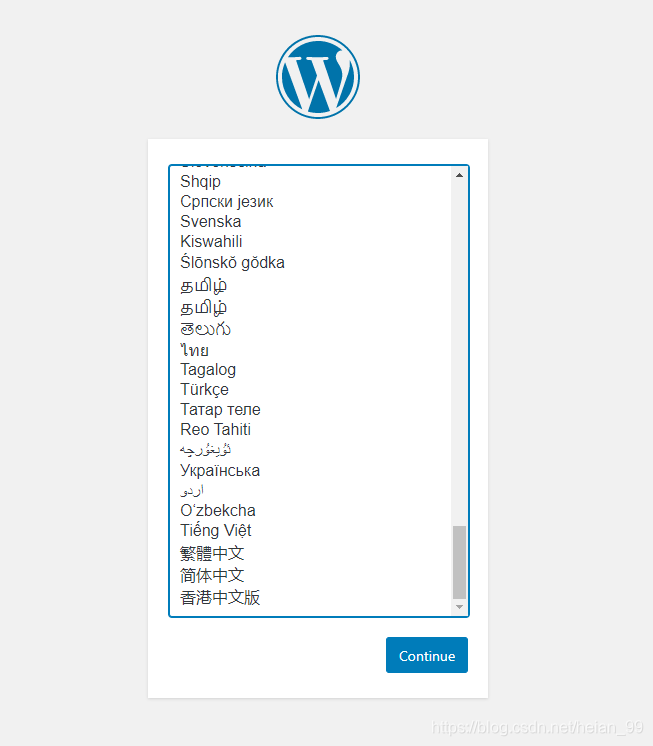 Shqip
Српски језик
Svenska
Kiswahili
Ślōnskŏ gŏdka
தமிழ்
தமிழ்
తెలుగు
ไทย
Tagalog
Türkçe
Татар теле
Reo Tahiti
ئۇيغۇرچە
Українська
اردو
O‘zbekcha
Tiếng Việt
繁體中文
简体中文
香港中文版
Continue
https://blog.csdn.net/heian_99